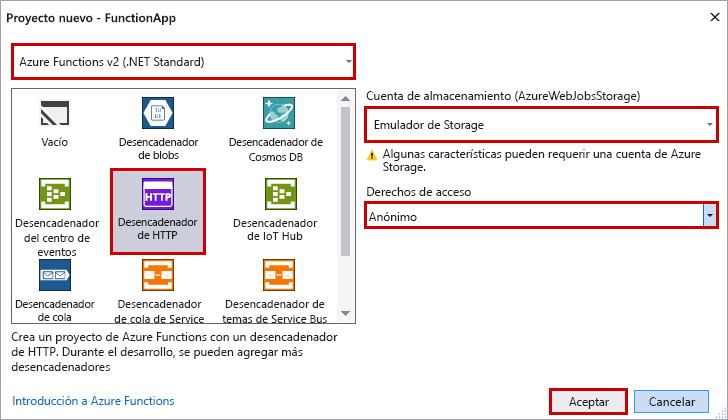 Proyecto nuevo - FunctionApp
Azure Functions v2 (.NET Standard)
Vacío
Desencadenador
de blobs
Desencadenador de
Cosmos DB
Desencadenador
del centro de
eventos
HTTP
Desencadenador
de HTTP
Desencadenador
de IoT Hub
Desencadenador
de cola
Desencadenador
de cola de Service
Desencadenador de
temas de Service Bus
Cuenta de almacenamiento (AzureWebJobsStorage)
Emulador de Storage
Algunas características pueden requerir una cuenta de Azure
Storage.
Derechos de acceso
Anónimo
Crea un proyecto de Azure Functions con un desencadenador
de HTTP. Durante el desarrollo, se pueden agregar más
desencadenadores
Introducción a Azure Functions
Aceptar
Cancelar